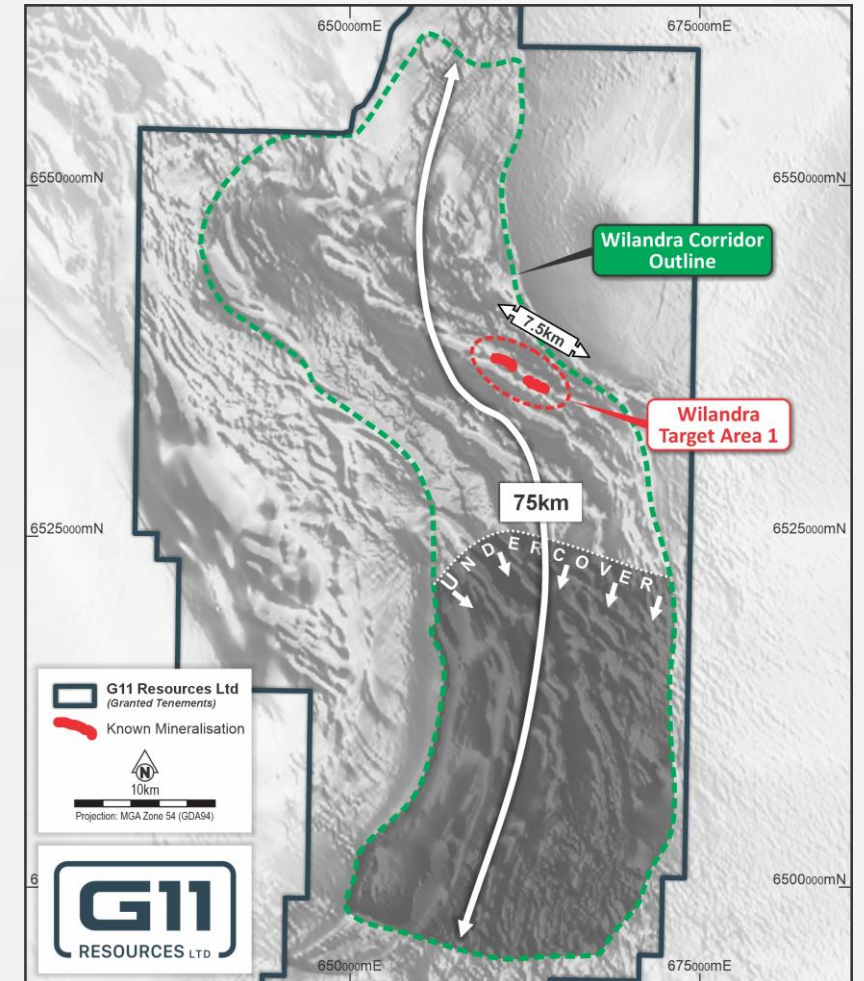 650000mE
675000mE
6550000mN
6550000mN
Wilandra Corridor
Outline
7.5km
Wilandra
Target Area 1
75km
6525000mN
6525000mN
UNDERCOVER
G11 Resources Ltd
(Granted Tenements)
Known Mineralisation
N
10km
Projection: MGA Zone 54 (GDA94)
6
6500000mN
G11
RESOURCES LTD
650000mE
675000mE